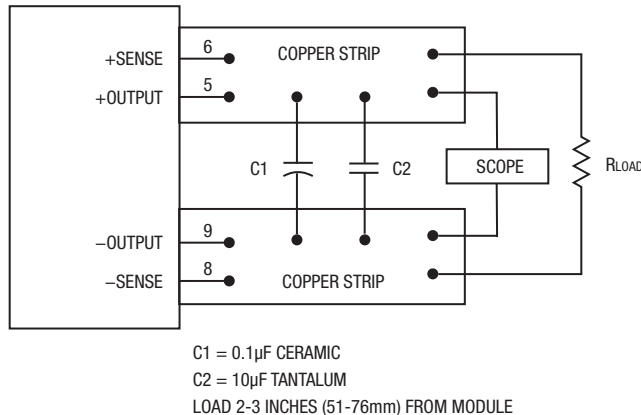 +SENSE 6 COPPER STRIP
+OUTPUT 5
C1 C2 SCOPE RLOAD
–OUTPUT 9
–SENSE 8 COPPER STRIP
C1 = 0.1µF CERAMIC
C2 = 10µF TANTALUM
LOAD 2-3 INCHES (51-76mm) FROM MODULE